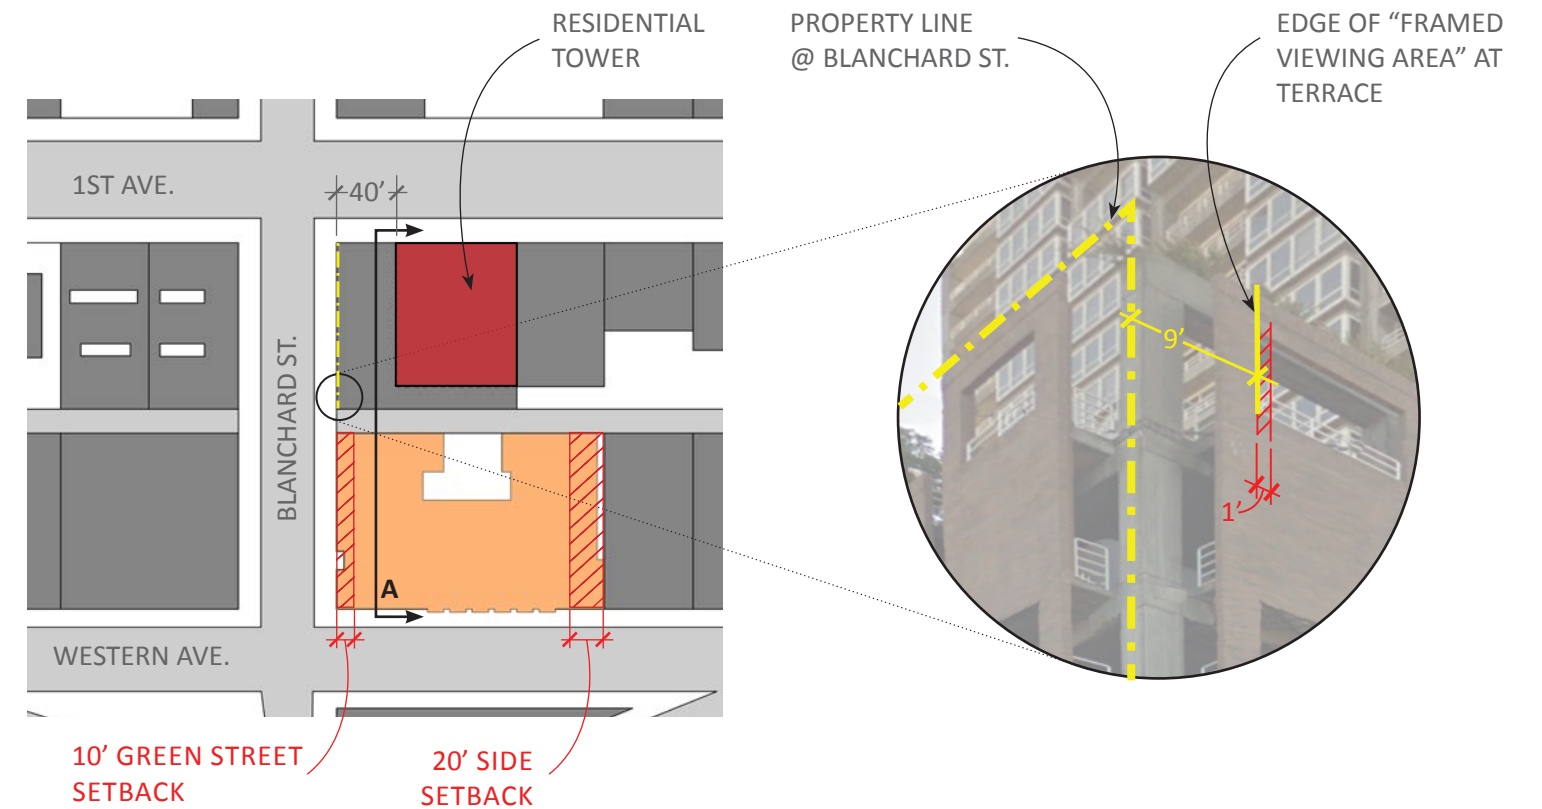 RESIDENTIAL
TOWER
PROPERTY LINE
@ BLANCHARD ST.
EDGE OF “FRAMED
VIEWING AREA” AT
TERRACE
1ST AVE.
40’
BLANCHARD ST.
A
WESTERN AVE.
10’ GREEN STREET
SETBACK
20’ SIDE
SETBACK
9’
1’